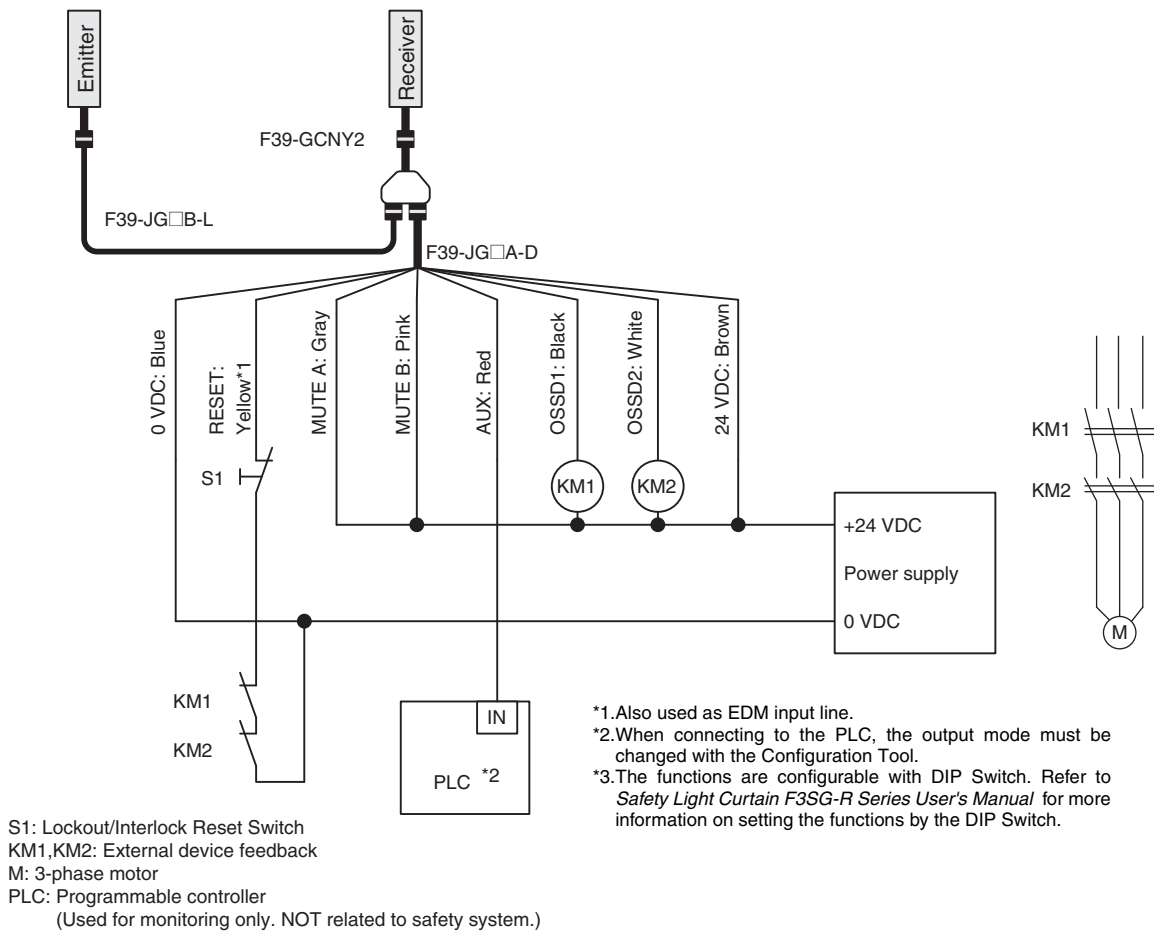 Emitter
Receiver
F39-GCNY2
F39-JG□B-L
F39-JG□A-D
0 VDC: Blue
RESET:
Yellow*1
MUTE A: Gray
MUTE B: Pink
AUX: Red
OSSD1: Black
OSSD2: White
24 VDC: Brown
S1
KM1
KM2
KM1
KM2
+24 VDC
Power supply
0 VDC
M
KM1
KM2
IN
PLC *2
*1.Also used as EDM input line.
*2.When connecting to the PLC, the output mode must be
changed with the Configuration Tool.
*3.The functions are configurable with DIP Switch. Refer to
Safety Light Curtain F3SG-R Series User's Manual for more
information on setting the functions by the DIP Switch.
S1: Lockout/Interlock Reset Switch
KM1,KM2: External device feedback
M: 3-phase motor
PLC: Programmable controller
(Used for monitoring only. NOT related to safety system.)